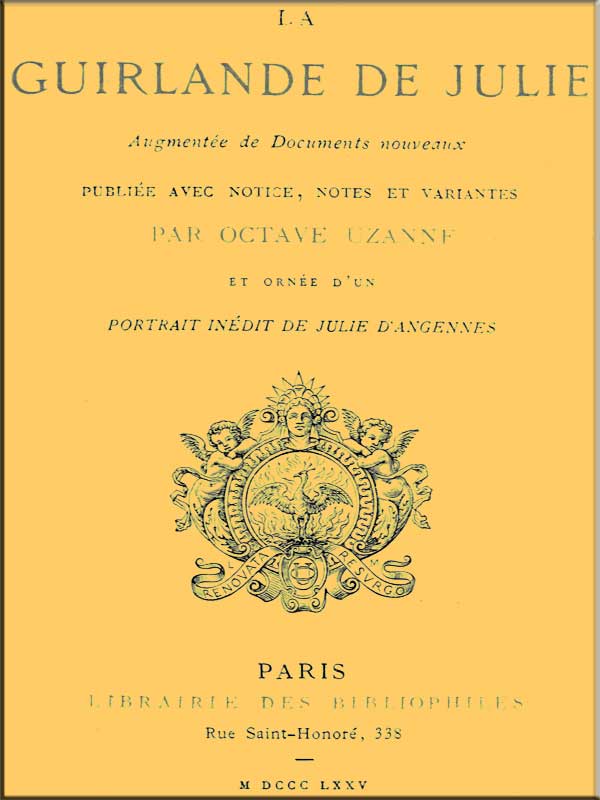 LA
GUIRLANDE DE JULIE
Augmentée de Documents nouveaux
PUBLIÉE AVEC NOTICE, NOTES ET VARIANTES
PAR OCTAVE UZANNE
ET ORNÉE D'UN
PORTRAIT INÉDIT DE JULIE D'ANGENNES
L M
RENOVATA RESVRGO
PARIS
LIBRAIRIE DES BIBLIOPHILES
Rue Saint-Honoré, 338
M DCCC LXXV